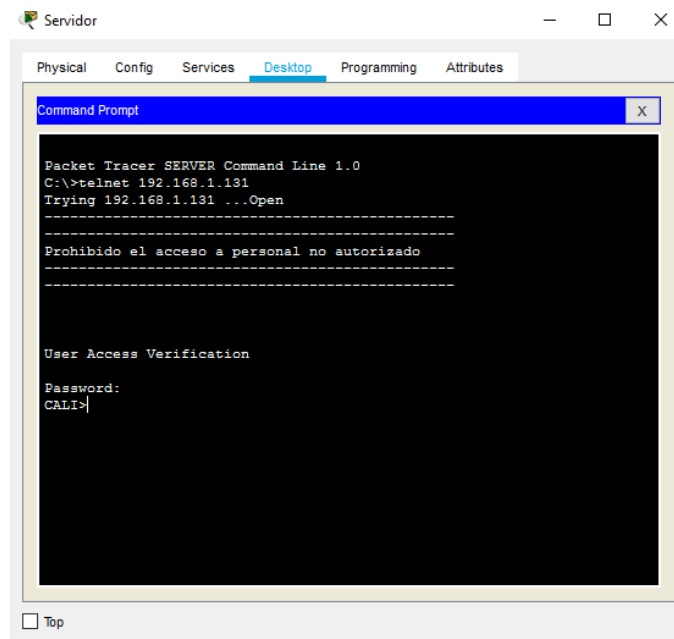 Servidor
Physical Config Services Desktop Programming Attributes
Command Prompt X
Packet Tracer SERVER Command Line 1.0
C:\>telnet 192.168.1.131
Trying 192.168.1.131 ...Open
------------------------------------------------
------------------------------------------------
Prohibido el acceso a personal no autorizado
------------------------------------------------
------------------------------------------------
User Access Verification
Password:
CALI>
Top